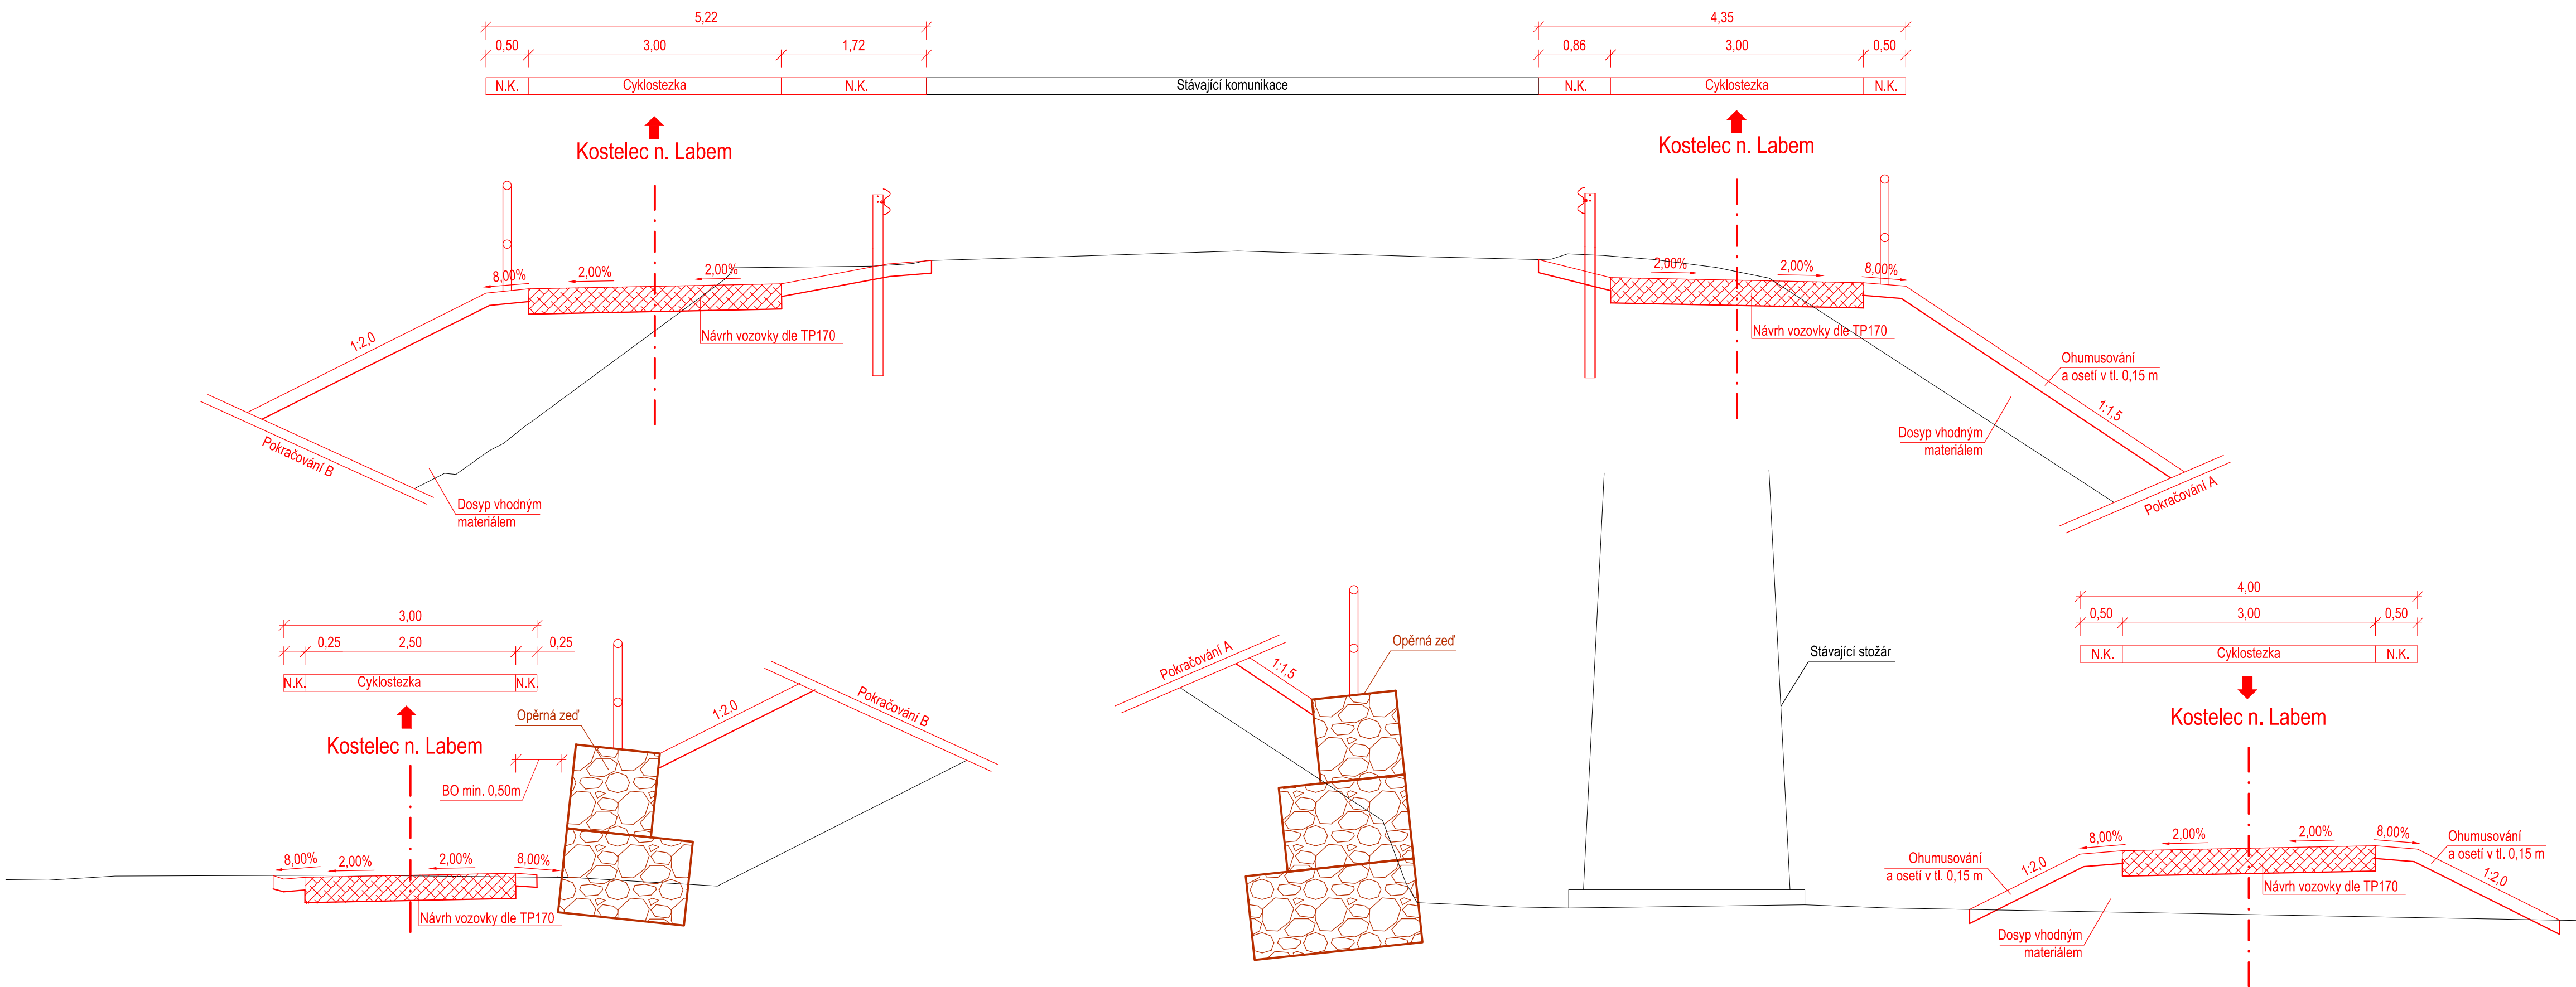 5,22
0,50 3,00 1,72
N.K. Cyklostezka N.K. Stávající komunikace
4,35
0,86 3,00 0,50
N.K. Cyklostezka N.K.
Kostelec n. Labem
Kostelec n. Labem
8,00% 2,00% 2,00%
1:2,0
Návrh vozovky dle TP170
Pokračování B
Dosyp vhodným
materiálem
2,00% 2,00% 8,00%
Návrh vozovky dle TP170
Ohumusování
a osetí v tl. 0,15 m
1:1,5
Dosyp vhodným
materiálem
Pokračování A
3,00
0,25 2,50 0,25
N.K. Cyklostezka N.K.
Kostelec n. Labem
Opěrná zeď
BO min. 0,50m
1:2,0
Pokračování B
8,00% 2,00% 2,00% 8,00%
Návrh vozovky dle TP170
Pokračování A
1:1,5
Opěrná zeď
Stávající stožár
4,00
0,50 3,00 0,50
N.K. Cyklostezka N.K.
Kostelec n. Labem
8,00% 2,00% 2,00% 8,00%
Ohumusování
a osetí v tl. 0,15 m
1:2,0
Ohumusování
a osetí v tl. 0,15 m
1:2,0
Návrh vozovky dle TP170
Dosyp vhodným
materiálem